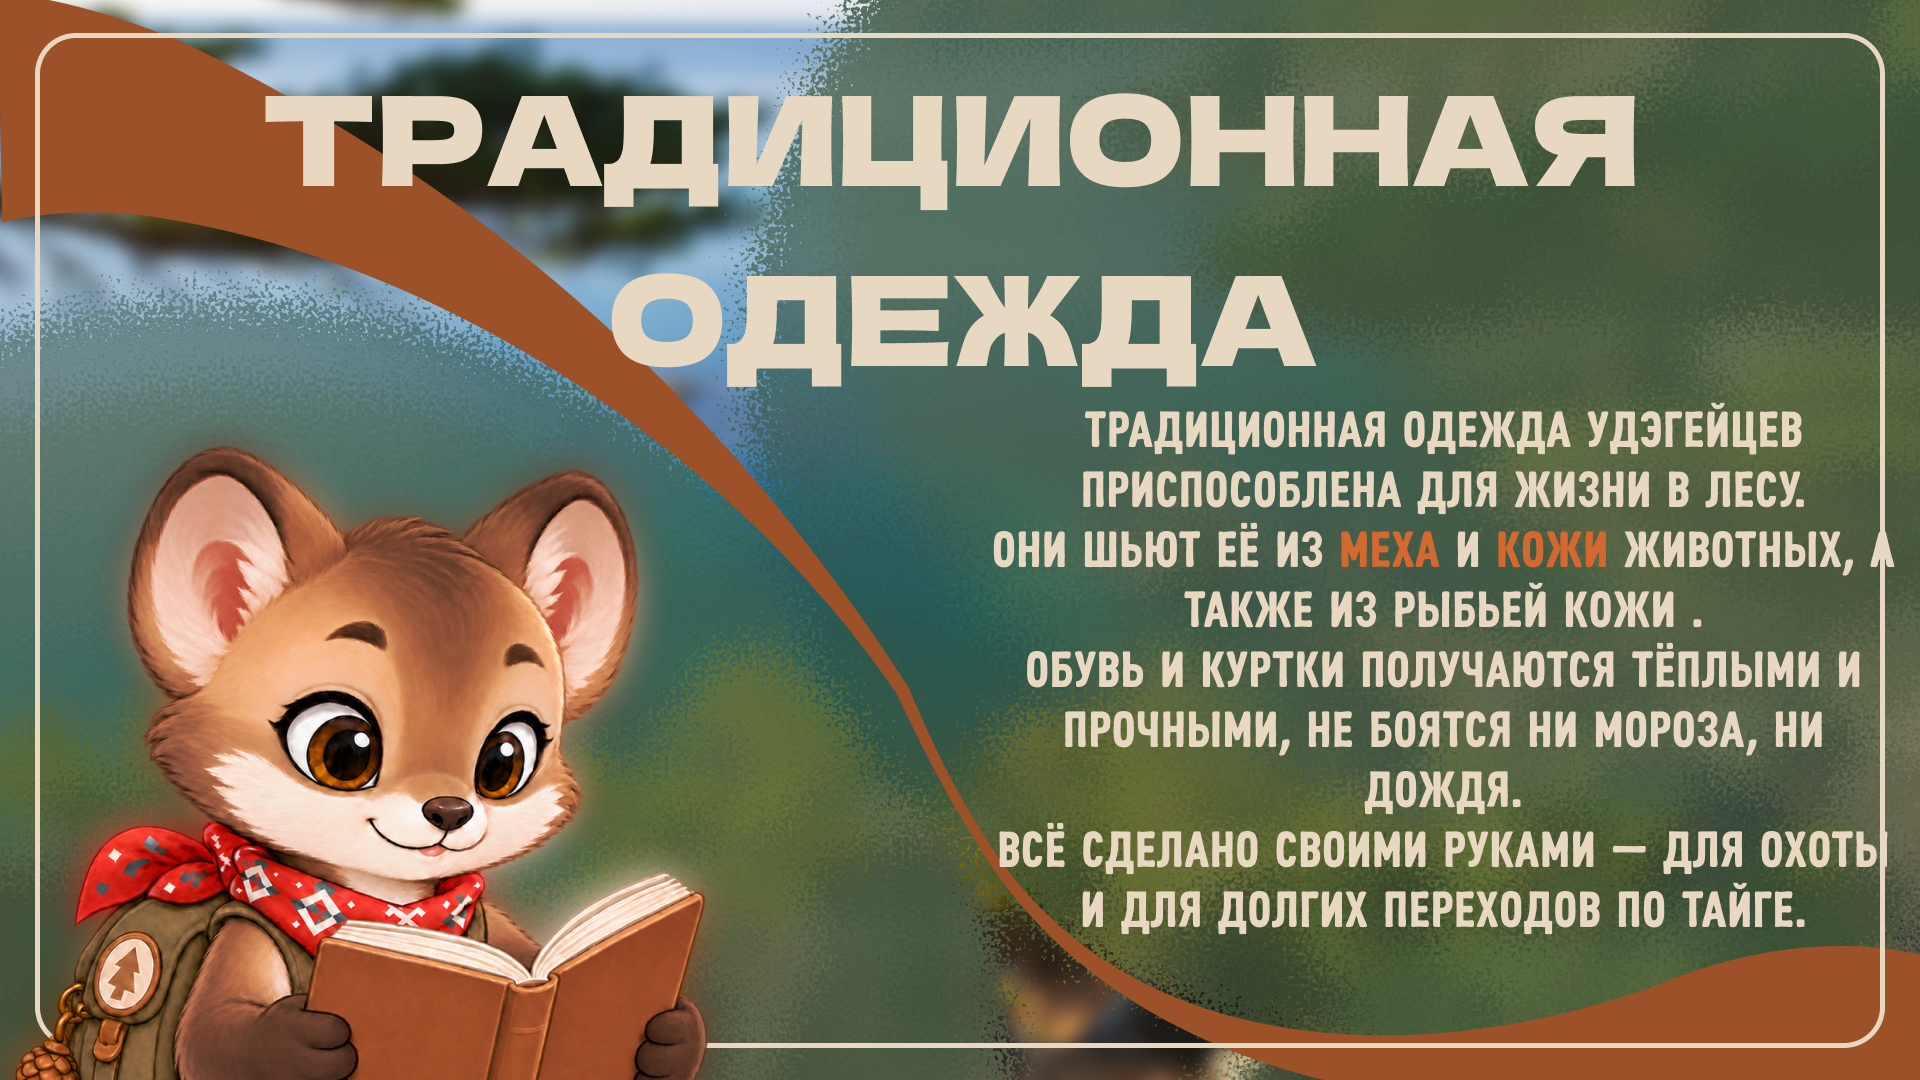 ТРАДИЦИОННАЯ
ОДЕЖДА
ТРАДИЦИОННАЯ ОДЕЖДА УДЭГЕЙЦЕВ
ПРИСПОСОБЛЕНА ДЛЯ ЖИЗНИ В ЛЕСУ.
ОНИ ШЬЮТ ЕЁ ИЗ МЕХА И КОЖИ ЖИВОТНЫХ, А
ТАКЖЕ ИЗ РЫБЬЕЙ КОЖИ .
ОБУВЬ И КУРТКИ ПОЛУЧАЮТСЯ ТЁПЛЫМИ И
ПРОЧНЫМИ, НЕ БОЯТСЯ НИ МОРОЗА, НИ
ДОЖДЯ.
ВСЁ СДЕЛАНО СВОИМИ РУКАМИ — ДЛЯ ОХОТЫ
И ДЛЯ ДОЛГИХ ПЕРЕХОДОВ ПО ТАЙГЕ.